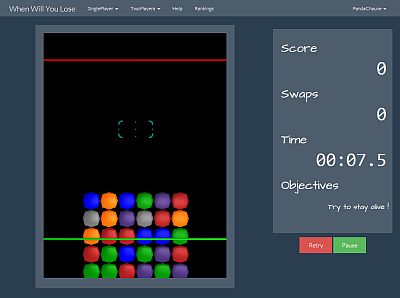 When Will You Lose
SinglePlayer
TwoPlayers
Help
Rankings
PandaChauve
Score
0
Swaps
0
Time
00:07.5
Objectives
Try to stay alive !
Retry
Pause